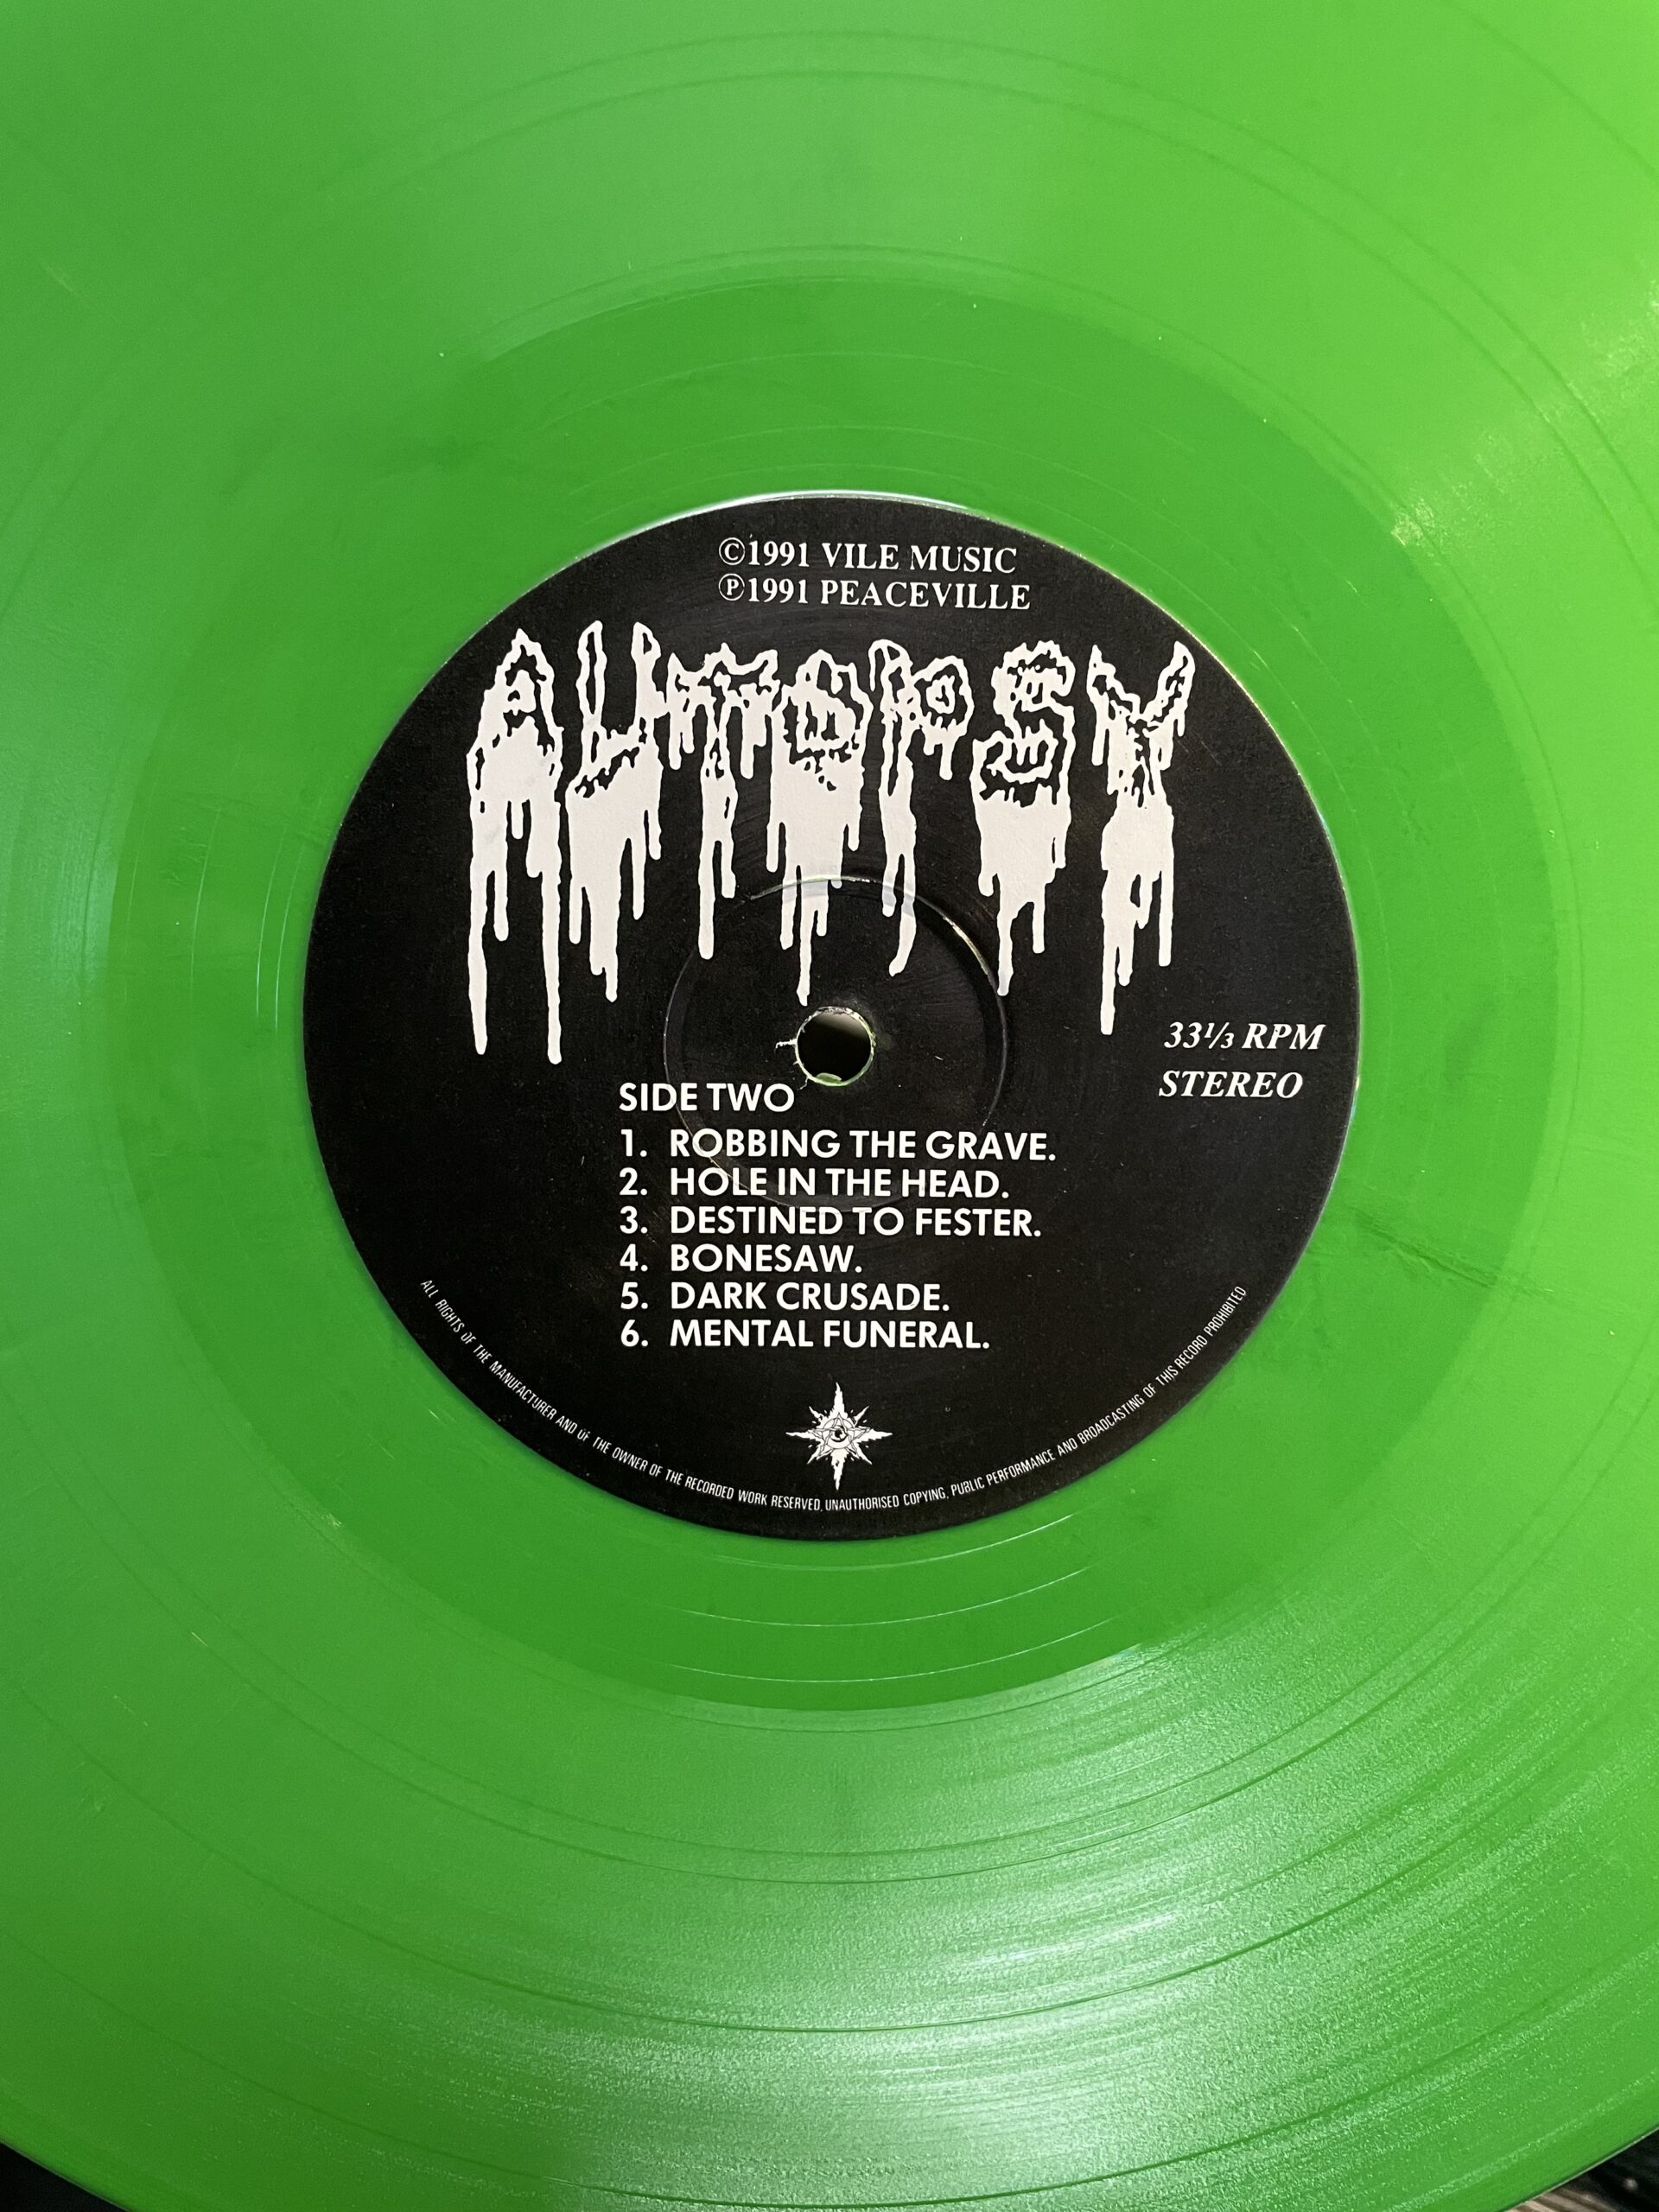 ©1991 VILE MUSIC
℗1991 PEACEVILLE
AUTOPSY
33⅓ RPM
STEREO
SIDE TWO
1. ROBBING THE GRAVE.
2. HOLE IN THE HEAD.
3. DESTINED TO FESTER.
4. BONESAW.
5. DARK CRUSADE.
6. MENTAL FUNERAL.
ALL RIGHTS OF THE MANUFACTURER AND OF THE OWNER OF THE RECORDED WORK RESERVED, UNAUTHORISED COPYING, PUBLIC PERFORMANCE AND BROADCASTING OF THIS RECORD PROHIBITED